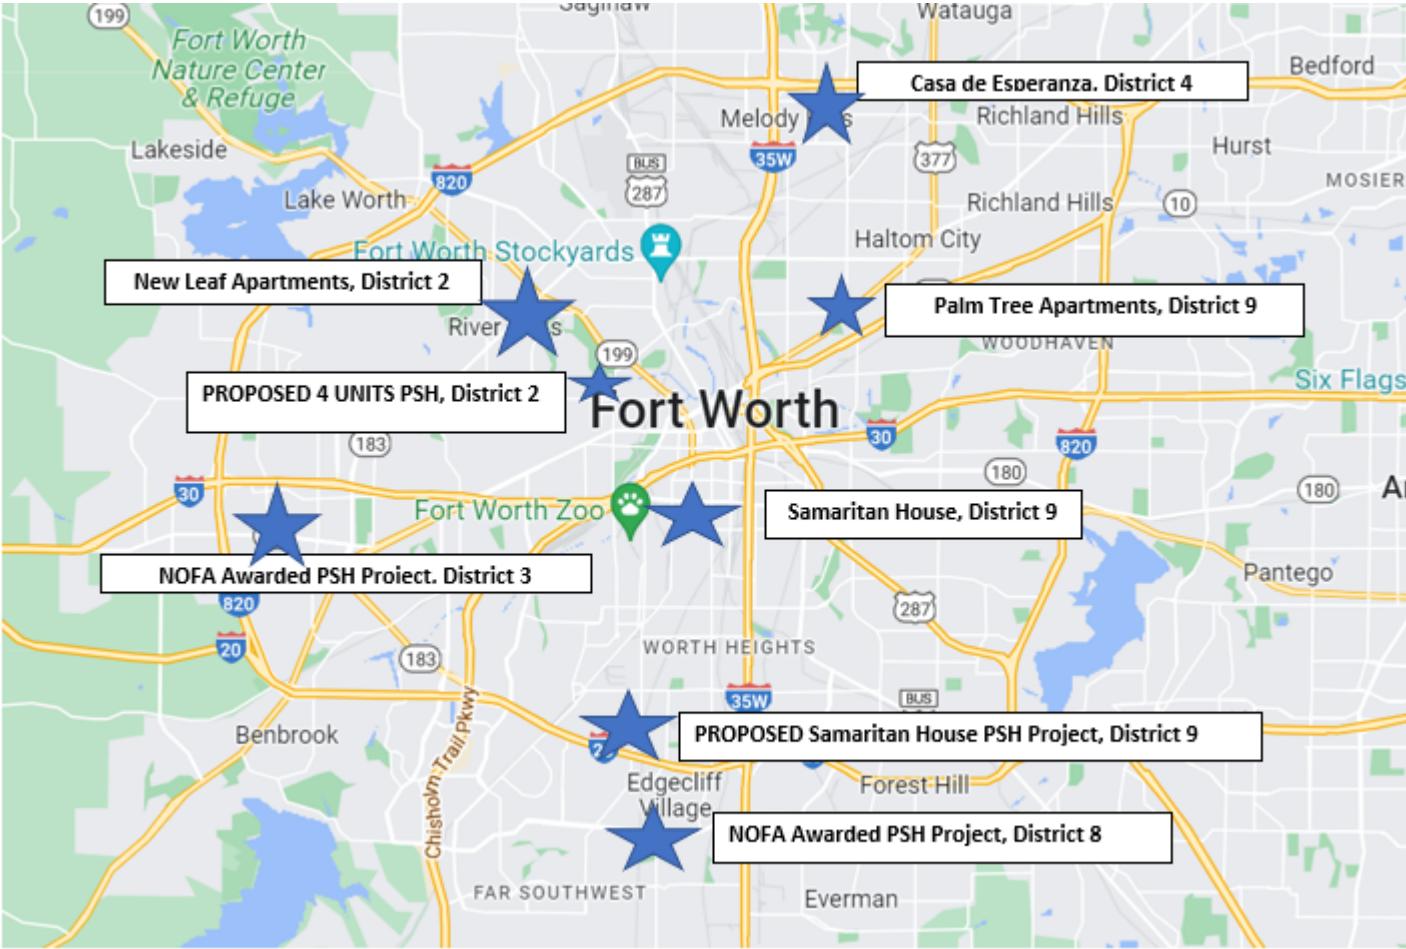 199
Saginaw
Watauga
Fort Worth
Nature Center
& Refuge
Bedford
Casa de Esperanza. District 4
Melody
Richland Hills
Lakeside
Hurst
35W
377
BUS
287
820
MOSIER
Lake Worth
Richland Hills
10
Haltom City
Fort Worth Stockyards
New Leaf Apartments, District 2
Palm Tree Apartments, District 9
River
WOODHAVEN
199
Six Flags
PROPOSED 4 UNITS PSH, District 2
Fort Worth
30
820
183
180
180
30
Fort Worth Zoo
Samaritan House, District 9
NOFA Awarded PSH Project. District 3
Pantego
820
287
20
WORTH HEIGHTS
183
35W
BUS
Chisholm Trail Pkwy
PROPOSED Samaritan House PSH Project, District 9
Benbrook
Edgecliff
Village
Forest Hill
NOFA Awarded PSH Project, District 8
FAR SOUTHWEST
Everman